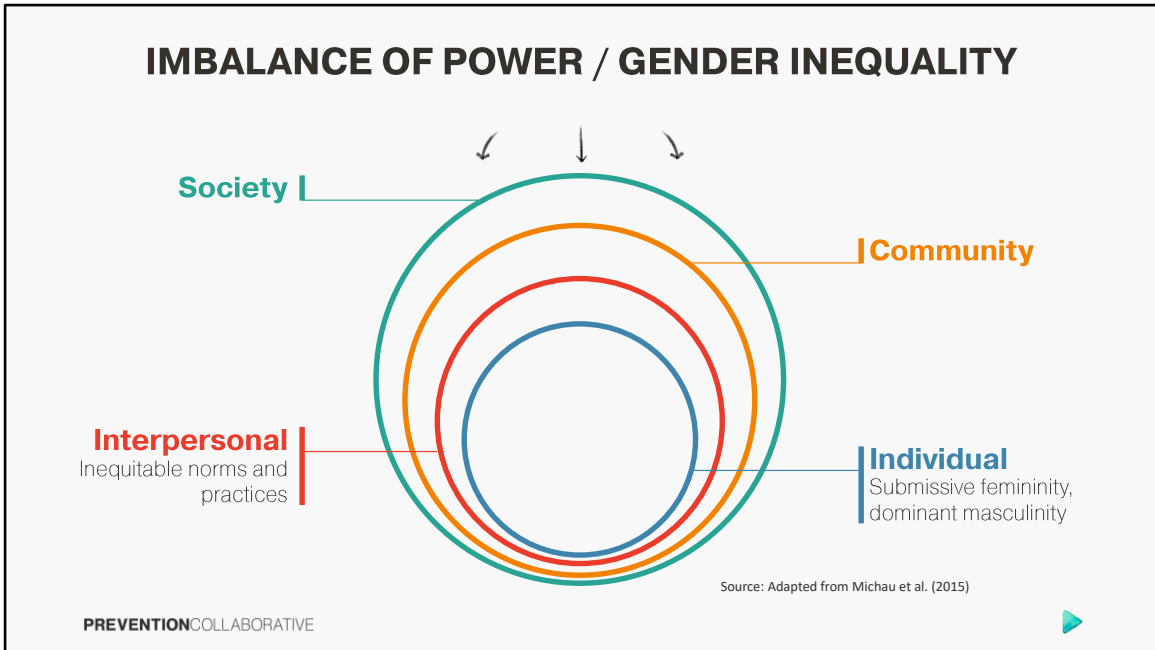 IMBALANCE OF POWER / GENDER INEQUALITY
Society
Community
Interpersonal
Inequitable norms and
practices
Individual
Submissive femininity,
dominant masculinity
Source: Adapted from Michau et al. (2015)
PREVENTIONCOLLABORATIVE